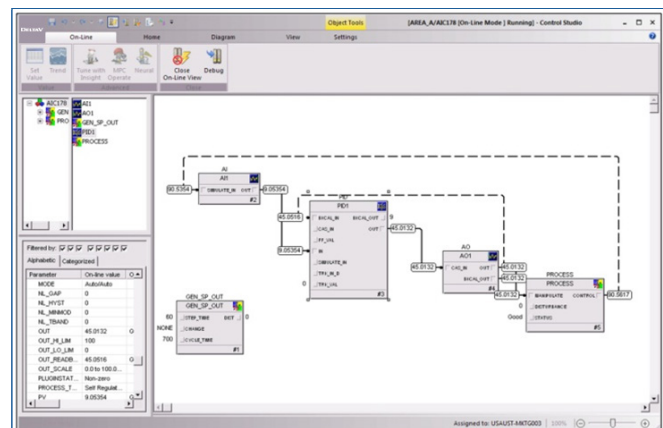 DELTAV
Object Tools
[AREA_A/AIC178 [On-Line Mode ] Running] - Control Studio
On-Line
Home
Diagram
View
Settings
Set Value
Trend
Tune with Insight
MPC Operate
Neural
Close On-Line View
Debug
Value
Advanced
Close
AIC178
GEN
PRO
AI1
AO1
GEN_SP_OUT
PID1
PROCESS
Filtered by:
Alphabetic
Categorized
Parameter
On-line value
MODE Auto/Auto
NL_GAP 0
NL_HYST 0
NL_MINMOD 0
NL_TBAND 0
OUT 45.0132
OUT_HI_LIM 100
OUT_LO_LIM 0
OUT_READB... 45.0516
OUT_SCALE 0.0 to 100.0...
PLUGINSTAT... Non-zero
PROCESS_T... Self Regulat...
PV 9.05354
AI
AI1
90.5354
SIMULATE_IN OUT
9.05354
#2
PID1
45.0516
BKCAL_IN BKCAL_OUT 9
CAS_IN OUT
45.0132
FF_VAL
9.05354
IN
SIMULATE_IN
TRK_IN_D
0 TRK_VAL
#3
AO
AO1
CAS_IN OUT
45.0132
BKCAL_OUT
45.0132
#4
PROCESS
PROCESS
45.0132
MANIPULATE CONTROL
90.5617
0 DISTURBANCE
Good STATUS
#5
GEN_SP_OUT
GEN_SP_OUT
60 STEP_TIME OUT 0
NONE CHANGE
700 CYCLE_TIME
#1
Assigned to: USAUST-MKTG003
100%